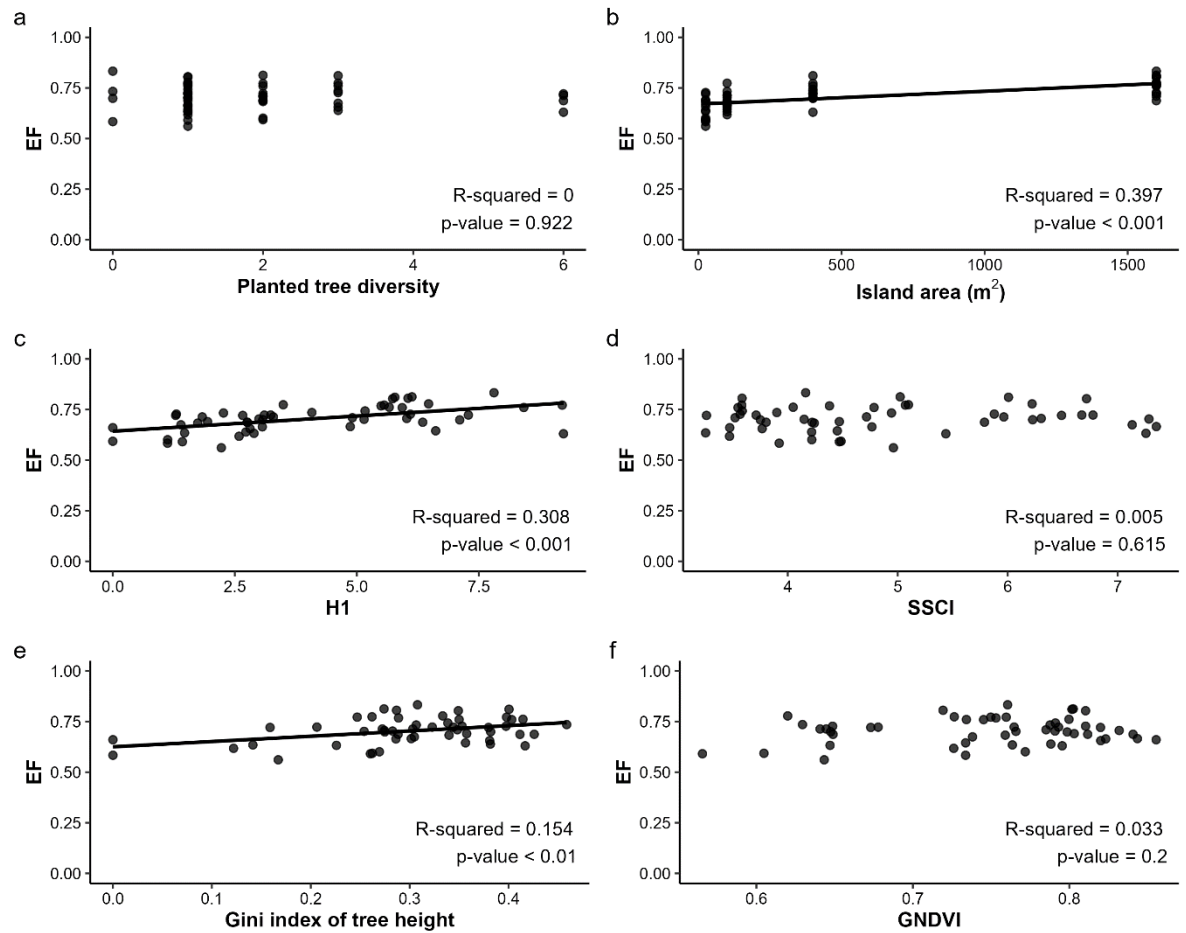 a
1.00
0.75
0.50
0.25
0.00
EF
R-squared = 0
p-value = 0.922
0 2 4 6
Planted tree diversity
b
1.00
0.75
0.50
0.25
0.00
EF
R-squared = 0.397
p-value < 0.001
0 500 1000 1500
Island area (m²)
c
1.00
0.75
0.50
0.25
0.00
EF
R-squared = 0.308
p-value < 0.001
0.0 2.5 5.0 7.5
H1
d
1.00
0.75
0.50
0.25
0.00
EF
R-squared = 0.005
p-value = 0.615
4 5 6 7
SSCI
e
1.00
0.75
0.50
0.25
0.00
EF
R-squared = 0.154
p-value < 0.01
0.0 0.1 0.2 0.3 0.4
Gini index of tree height
f
1.00
0.75
0.50
0.25
0.00
EF
R-squared = 0.033
p-value = 0.2
0.6 0.7 0.8
GNDVI